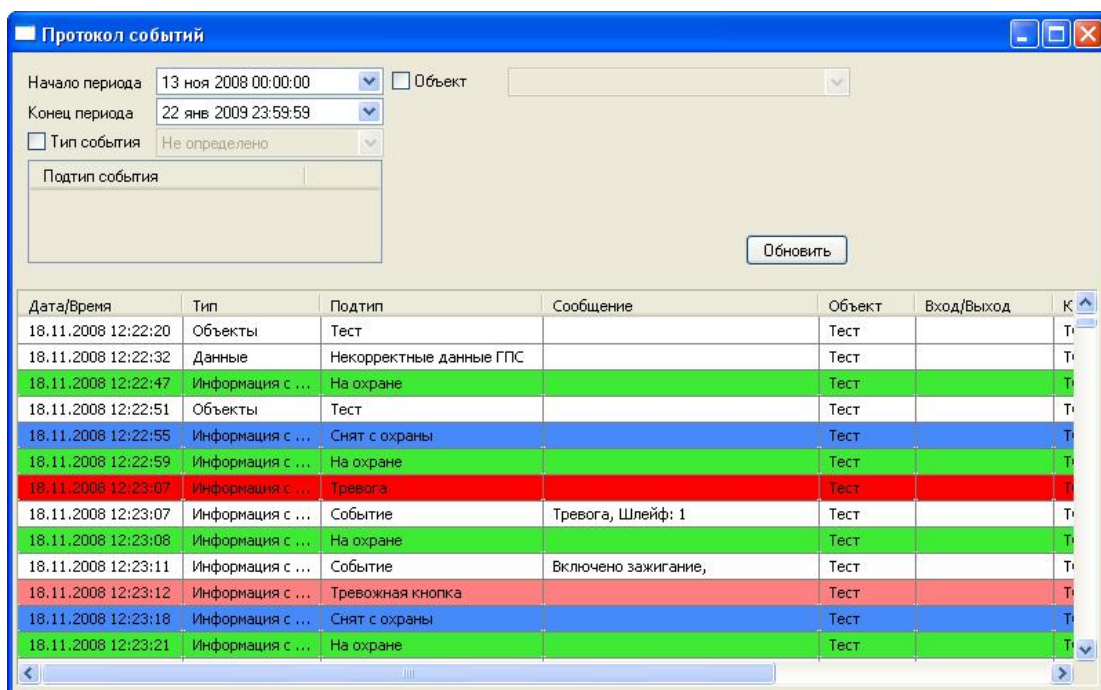 Протокол событий
Начало периода 13 ноя 2008 00:00:00 Объект
Конец периода 22 янв 2009 23:59:59
Тип события Не определено
Подтип события
Обновить
Дата/Время Тип Подтип Сообщение Объект Вход/Выход К
18.11.2008 12:22:20 Объекты Тест Тест
18.11.2008 12:22:32 Данные Некорректные данные ГПС Тест
18.11.2008 12:22:47 Информация с ... На охране Тест
18.11.2008 12:22:51 Объекты Тест Тест
18.11.2008 12:22:55 Информация с ... Снят с охраны Тест
18.11.2008 12:22:59 Информация с ... На охране Тест
18.11.2008 12:23:07 Информация с ... Тревога Тест
18.11.2008 12:23:07 Информация с ... Событие Тревога, Шлейф: 1 Тест
18.11.2008 12:23:08 Информация с ... На охране Тест
18.11.2008 12:23:11 Информация с ... Событие Включено зажигание, Тест
18.11.2008 12:23:12 Информация с ... Тревожная кнопка Тест
18.11.2008 12:23:18 Информация с ... Снят с охраны Тест
18.11.2008 12:23:21 Информация с ... На охране Тест